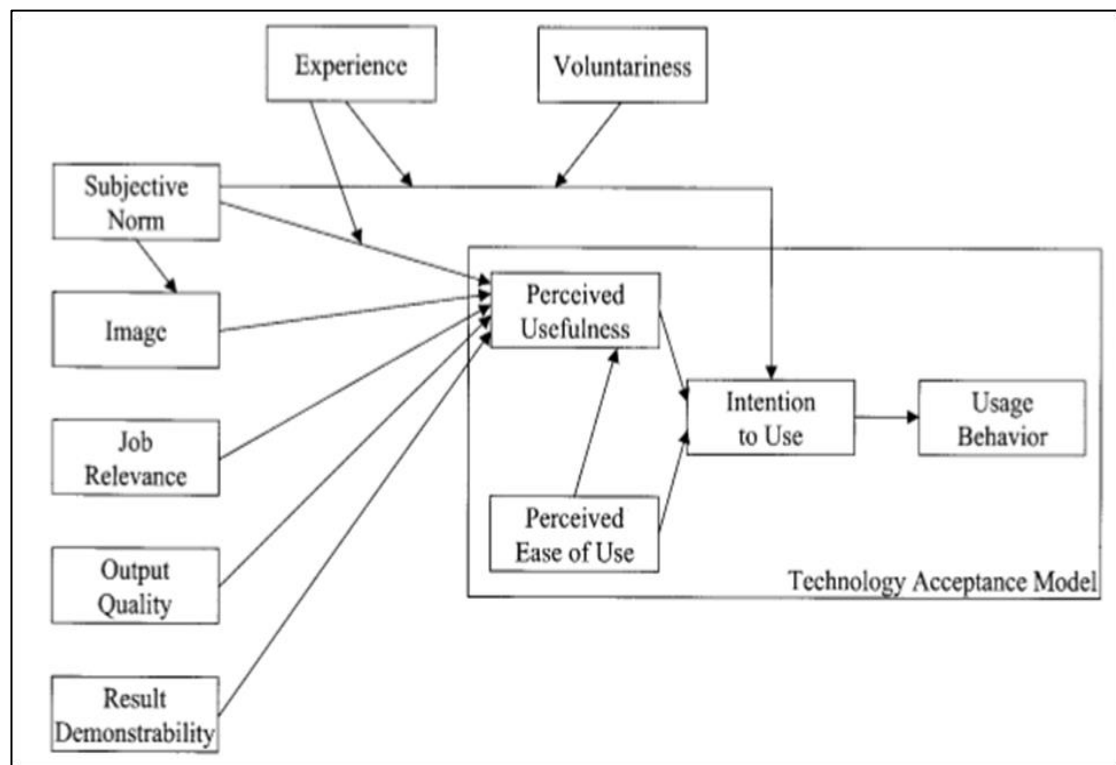 Experience
Voluntariness
Subjective
Norm
Image
Perceived
Usefulness
Job
Relevance
Intention
to Use
Usage
Behavior
Perceived
Ease of Use
Output
Quality
Technology Acceptance Model
Result
Demonstrability